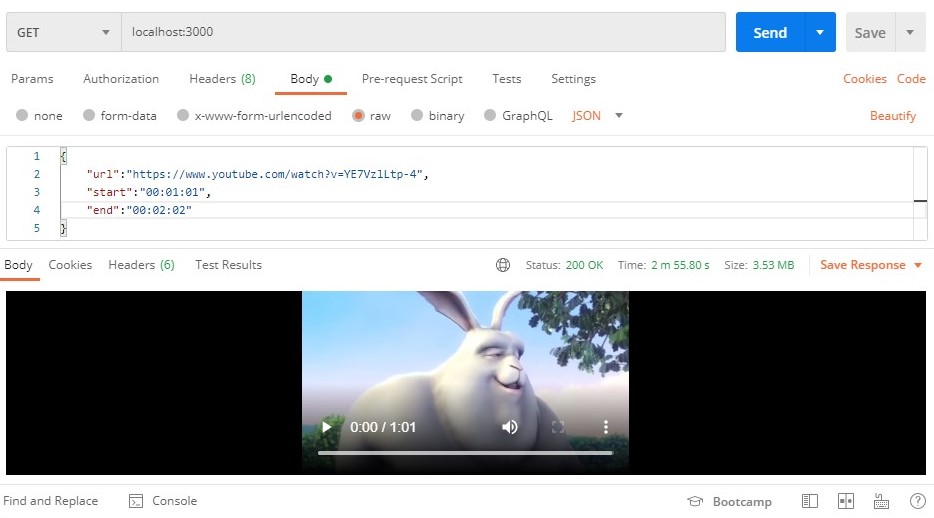 GET localhost:3000 Send Save
Params Authorization Headers (8) Body Pre-request Script Tests Settings Cookies Code
none form-data x-www-form-urlencoded raw binary GraphQL JSON Beautify
1 {
2 "url":"https://www.youtube.com/watch?v=YE7VzlLtp-4",
3 "start":"00:01:01",
4 "end":"00:02:02"
5 }
Body Cookies Headers (6) Test Results Status: 200 OK Time: 2 m 55.80 s Size: 3.53 MB Save Response
0:00 / 1:01
Find and Replace Console Bootcamp